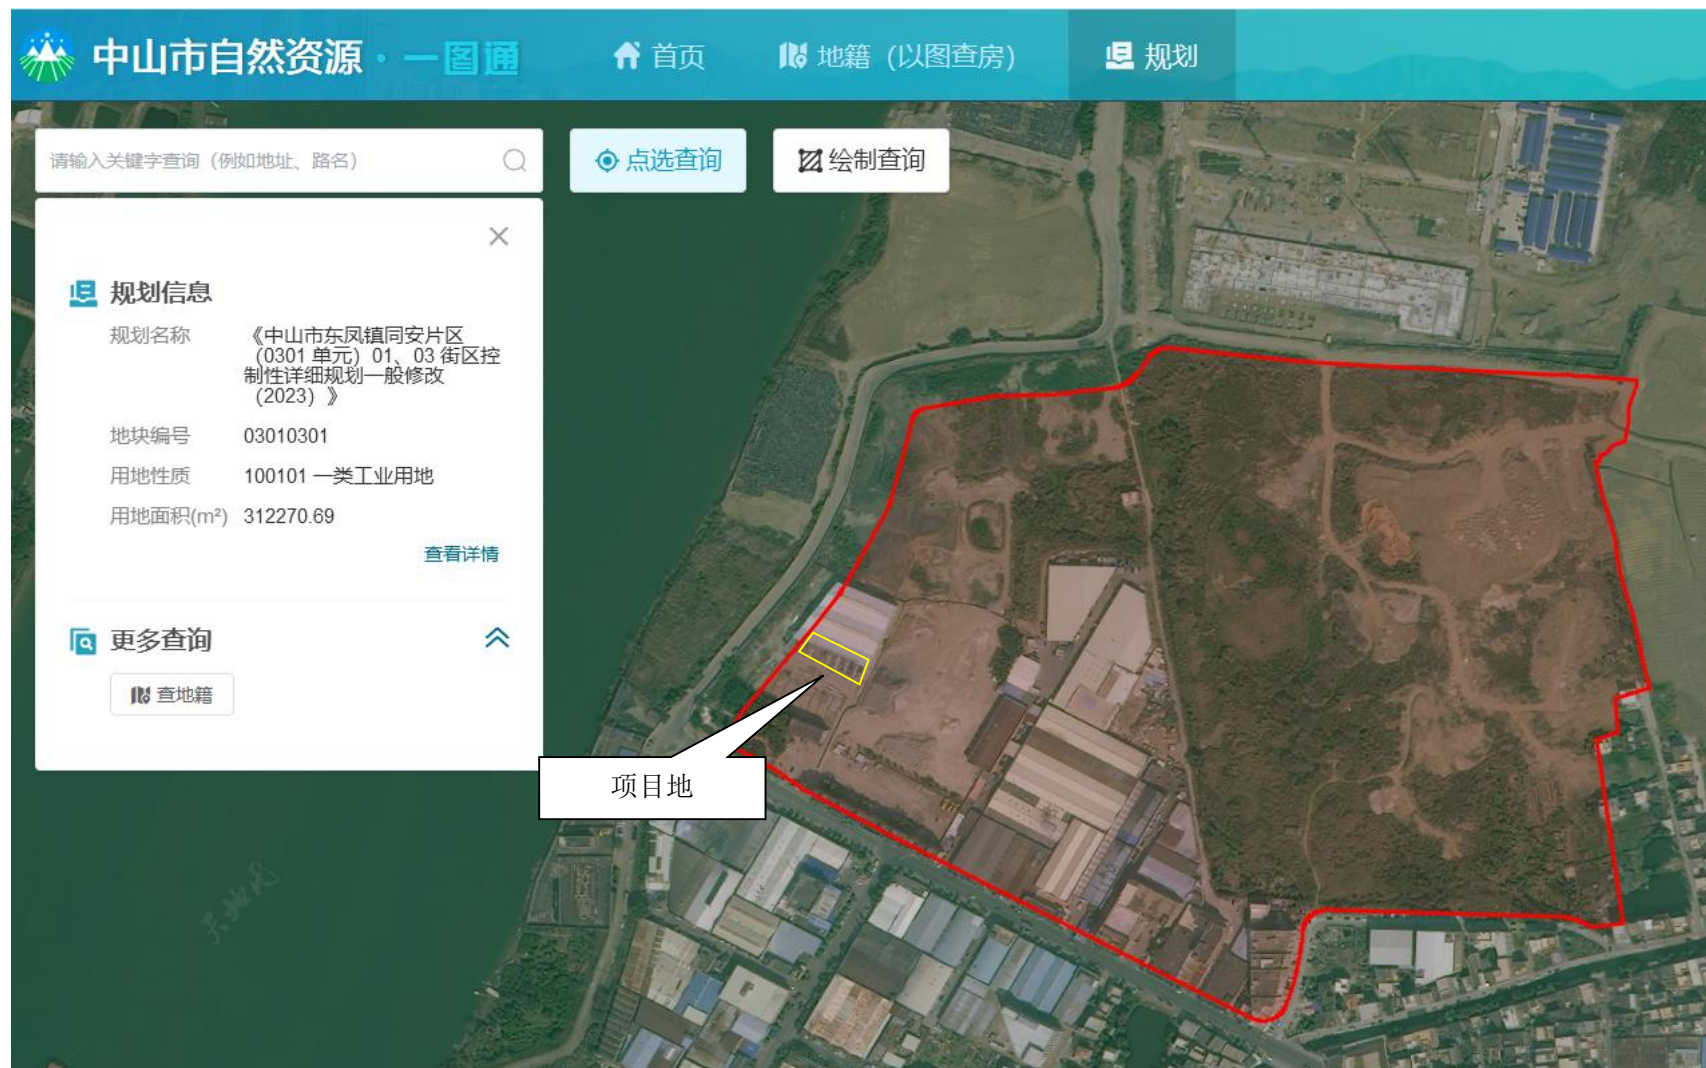 中山市自然资源·一图通
首页
地籍（以图查房）
规划
请输入关键字查询（例如地址、路名）
点选查询
绘制查询
规划信息
规划名称
《中山市东凤镇同安片区
（0301 单元）01、03 街区控
制性详细规划一般修改
（2023）》
地块编号
03010301
用地性质
100101 一类工业用地
用地面积(m²)
312270.69
查看详情
更多查询
查地籍
项目地
天地图